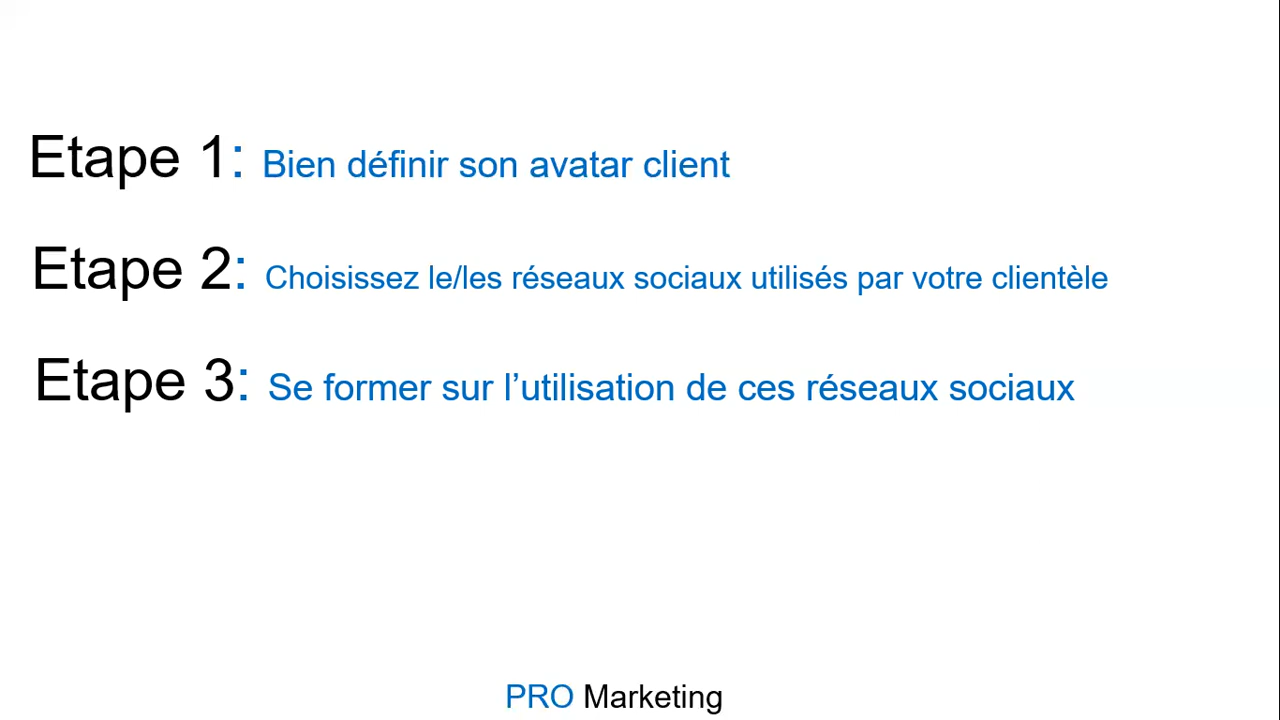 Etape 1: Bien définir son avatar client
Etape 2: Choisissez le/les réseaux sociaux utilisés par votre clientèle
Etape 3: Se former sur l’utilisation de ces réseaux sociaux
PRO Marketing